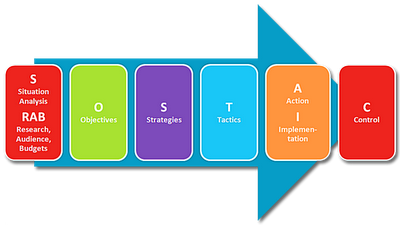 S
Situation
Analysis
RAB
Research,
Audience,
Budgets
O
Objectives
S
Strategies
T
Tactics
A
Action
I
Implemen-
tation
C
Control